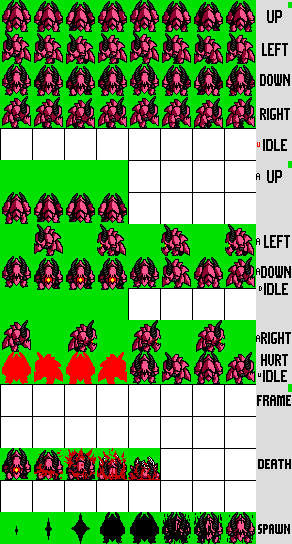 UP
LEFT
DOWN
RIGHT
U IDLE
A UP
A LEFT
A DOWN
D IDLE
A RIGHT
HURT
U IDLE
FRAME
DEATH
SPAWN